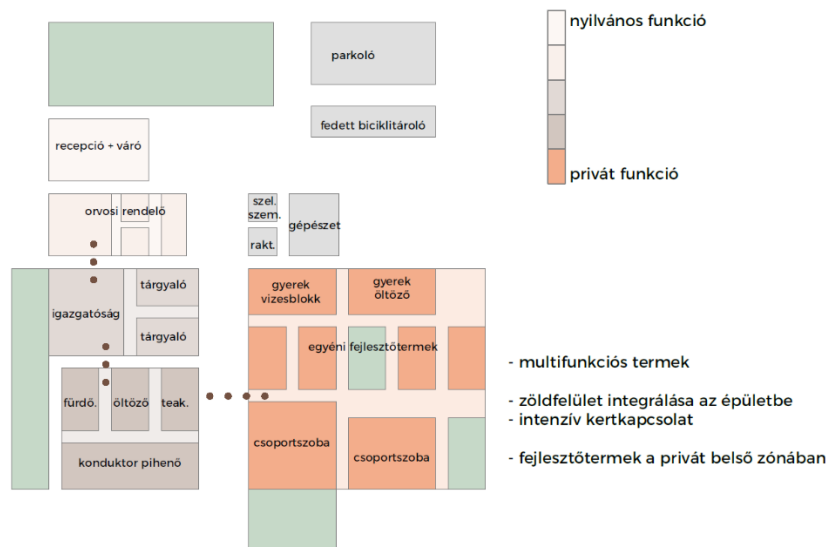 nyilvános funkció
parkoló
fedett biciklitároló
recepció + váró
privát funkció
orvosi rendelő
szel.
szem.
gépészet
rakt.
igazgatóság
tárgyaló
tárgyaló
gyerek
vizesblokk
gyerek
öltöző
egyéni fejlesztőtermek
fürdő.
öltöző
teak.
konduktor pihenő
csoportszoba
csoportszoba
- multifunkciós termek
- zöldfelület integrálása az épületbe
- intenzív kertkapcsolat
- fejlesztőtermek a privát belső zónában